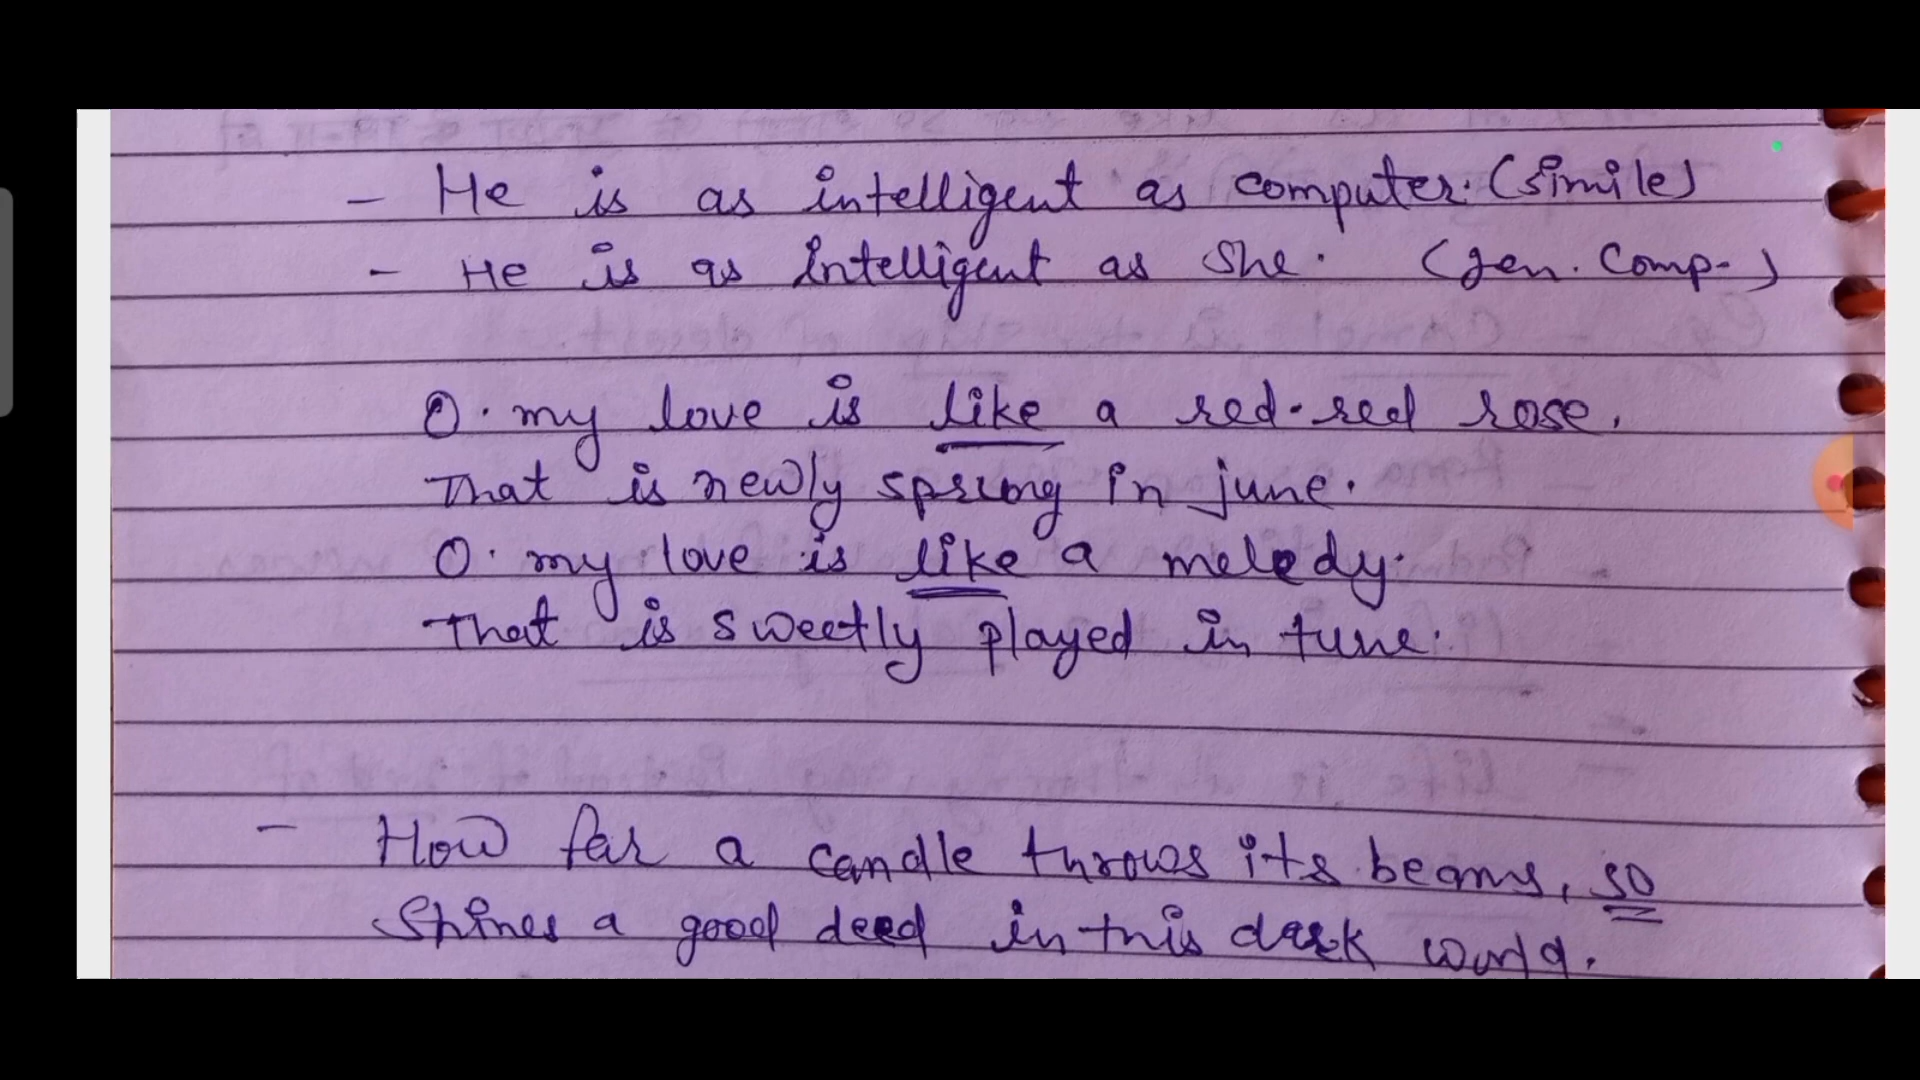 - He is as intelligent as computer. (Simile)
- He is as intelligent as she. (gen. Comp.)
O. my love is like a red-red rose.
That is newly spring in june.
O. my love is like a melody.
That is sweetly played in tune.
- How far a candle throws its beams, so
Shines a good deed in this dark world.